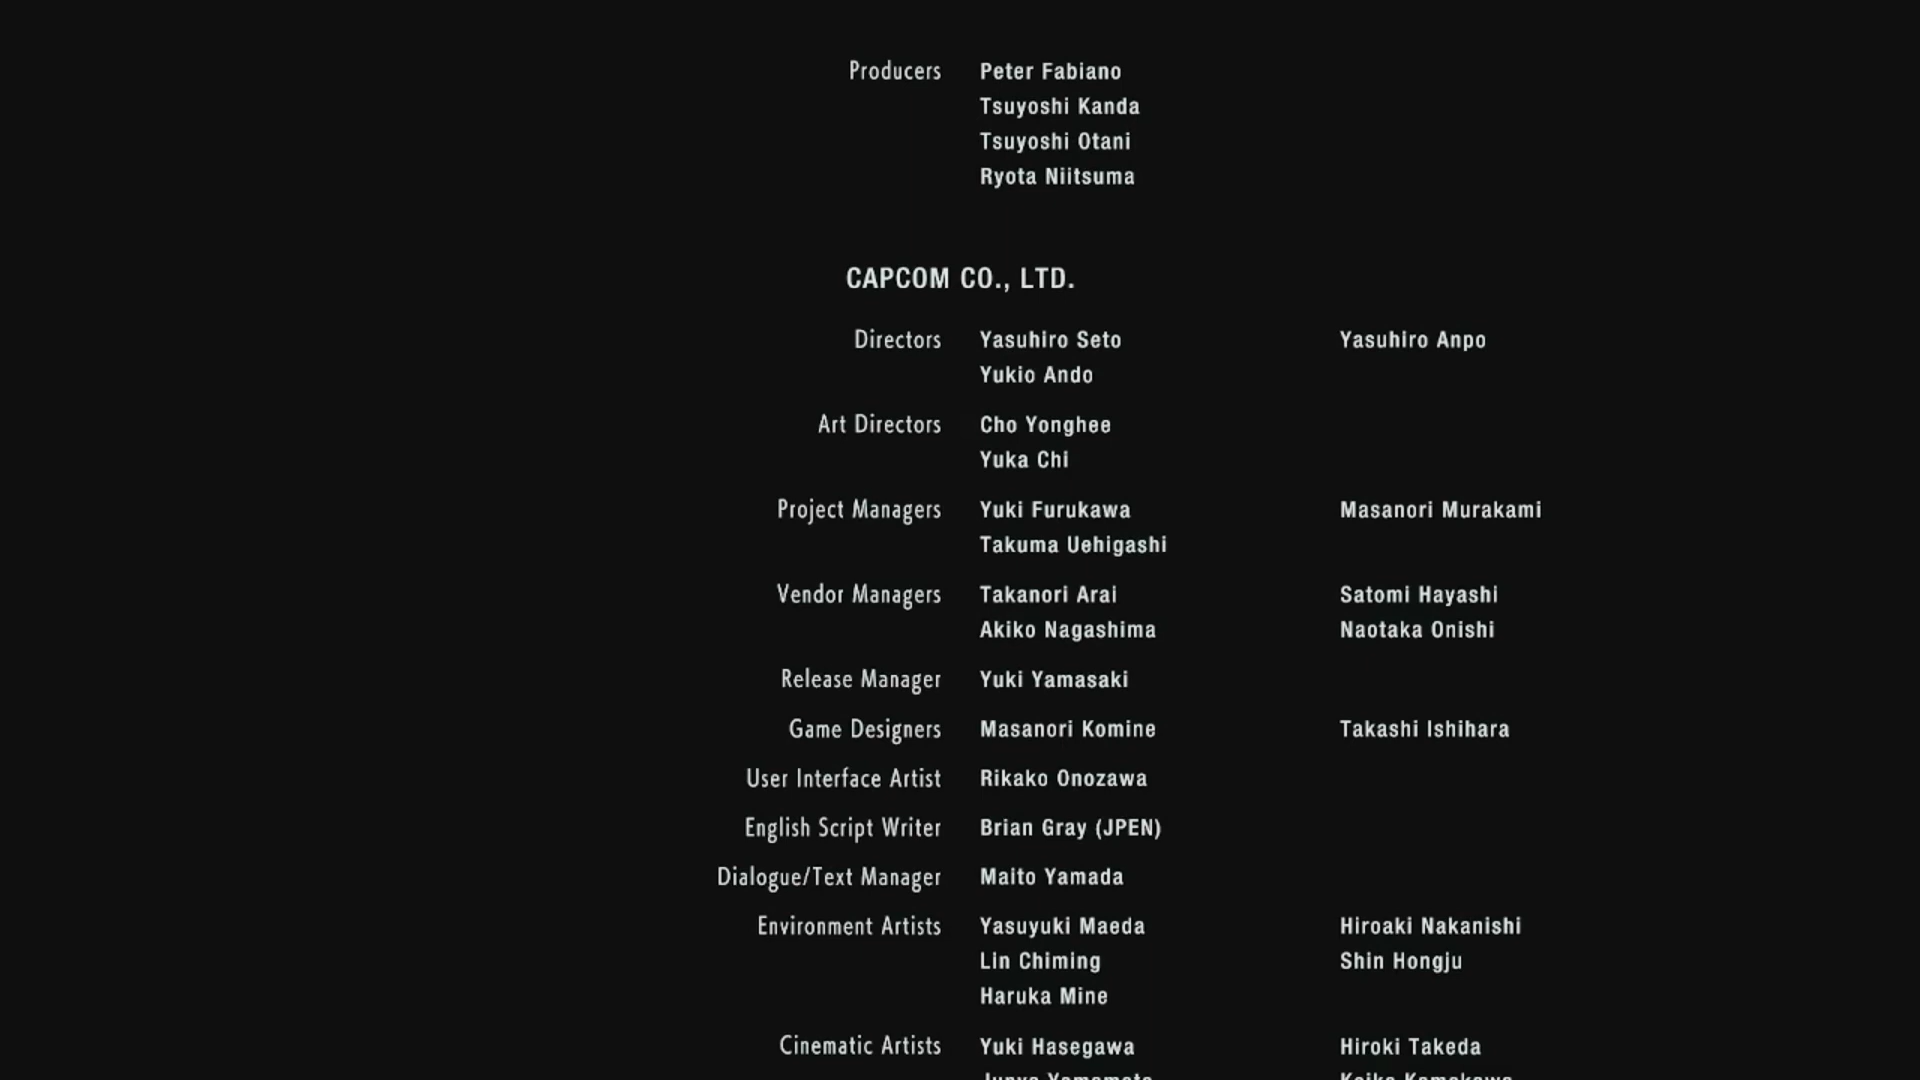 Producers Peter Fabiano
Tsuyoshi Kanda
Tsuyoshi Otani
Ryota Niitsuma
CAPCOM CO., LTD.
Directors Yasuhiro Seto Yasuhiro Anpo
Yukio Ando
Art Directors Cho Yonghee
Yuka Chi
Project Managers Yuki Furukawa Masanori Murakami
Takuma Uehigashi
Vendor Managers Takanori Arai Satomi Hayashi
Akiko Nagashima Naotaka Onishi
Release Manager Yuki Yamasaki
Game Designers Masanori Komine Takashi Ishihara
User Interface Artist Rikako Onozawa
English Script Writer Brian Gray (JPEN)
Dialogue/Text Manager Maito Yamada
Environment Artists Yasuyuki Maeda Hiroaki Nakanishi
Lin Chiming Shin Hongju
Haruka Mine
Cinematic Artists Yuki Hasegawa Hiroki Takeda